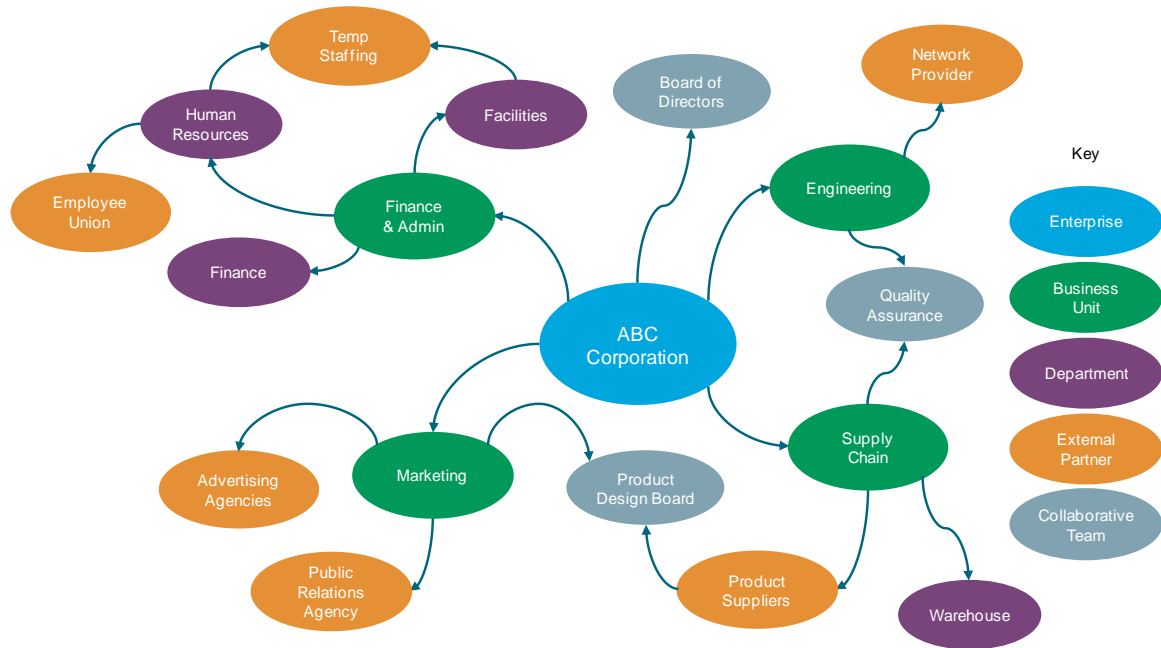 Temp
Staffing
Network
Provider
Board of
Directors
Human
Resources
Facilities
Key
Engineering
Employee
Union
Finance
& Admin
Enterprise
Finance
Quality
Assurance
Business
Unit
ABC
Corporation
Department
Supply
Chain
External
Partner
Advertising
Agencies
Marketing
Product
Design Board
Collaborative
Team
Public
Relations
Agency
Product
Suppliers
Warehouse